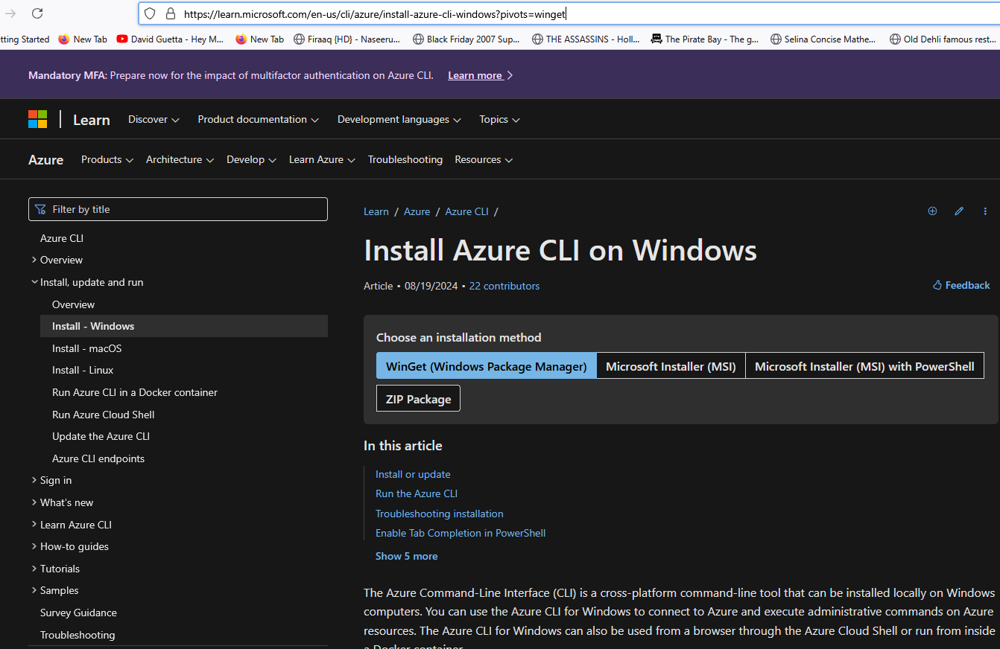 https://learn.microsoft.com/en-us/cli/azure/install-azure-cli-windows?pivots=winget
tting Started New Tab David Guetta - Hey M... New Tab Firaaq {HD} - Naseeru... Black Friday 2007 Sup... THE ASSASSINS - Holl... The Pirate Bay - The g... Selina Concise Mathe... Old Dehli famous rest...
Mandatory MFA: Prepare now for the impact of multifactor authentication on Azure CLI. Learn more
Learn Discover Product documentation Development languages Topics
Azure Products Architecture Develop Learn Azure Troubleshooting Resources
Filter by title
Azure CLI
Overview
Install, update and run
Overview
Install - Windows
Install - macOS
Install - Linux
Run Azure CLI in a Docker container
Run Azure Cloud Shell
Update the Azure CLI
Azure CLI endpoints
Sign in
What's new
Learn Azure CLI
How-to guides
Tutorials
Samples
Survey Guidance
Troubleshooting
Learn / Azure / Azure CLI /
Install Azure CLI on Windows
Article • 08/19/2024 • 22 contributors
Feedback
Choose an installation method
WinGet (Windows Package Manager) Microsoft Installer (MSI) Microsoft Installer (MSI) with PowerShell
ZIP Package
In this article
Install or update
Run the Azure CLI
Troubleshooting installation
Enable Tab Completion in PowerShell
Show 5 more
The Azure Command-Line Interface (CLI) is a cross-platform command-line tool that can be installed locally on Windows
computers. You can use the Azure CLI for Windows to connect to Azure and execute administrative commands on Azure
resources. The Azure CLI for Windows can also be used from a browser through the Azure Cloud Shell or run from inside
a Docker container.